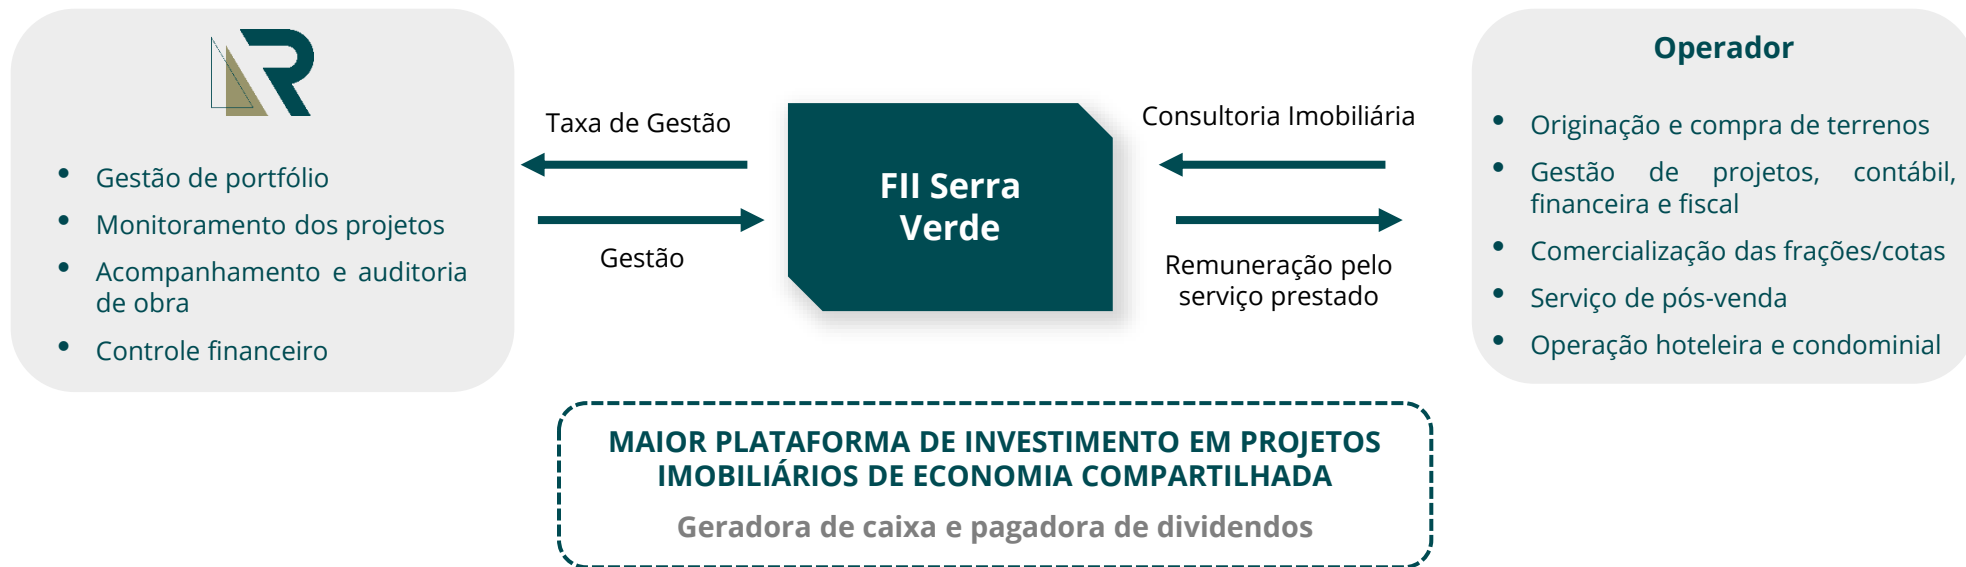 R
• Gestão de portfólio
• Monitoramento dos projetos
• Acompanhamento e auditoria
de obra
• Controle financeiro
Taxa de Gestão
Gestão
FII Serra
Verde
Consultoria Imobiliária
Remuneração pelo
serviço prestado
Operador
• Originação e compra de terrenos
• Gestão de projetos, contábil,
financeira e fiscal
• Comercialização das frações/cotas
• Serviço de pós-venda
• Operação hoteleira e condominial
MAIOR PLATAFORMA DE INVESTIMENTO EM PROJETOS
IMOBILIÁRIOS DE ECONOMIA COMPARTILHADA
Geradora de caixa e pagadora de dividendos